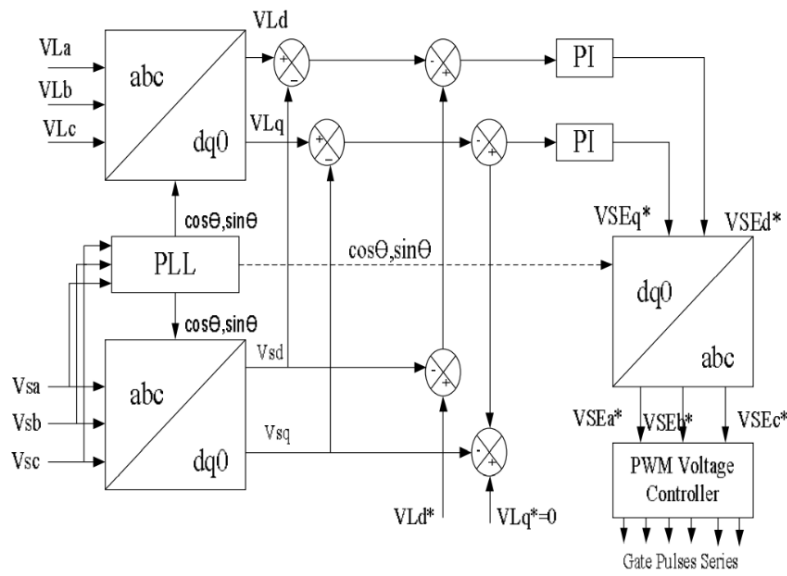 VLa
VLb
VLc
abc
dq0
VLd
VLq
+
−
+
−
-
+
-
+
PI
PI
VSEq*
VSEd*
cosθ,sinθ
PLL
cosθ,sinθ
cosθ,sinθ
dq0
abc
Vsa
Vsb
Vsc
abc
dq0
Vsd
Vsq
-
+
-
+
VLd*
VLq*=0
VSEa*
VSEb*
VSEc*
PWM Voltage
Controller
Gate Pulses Series